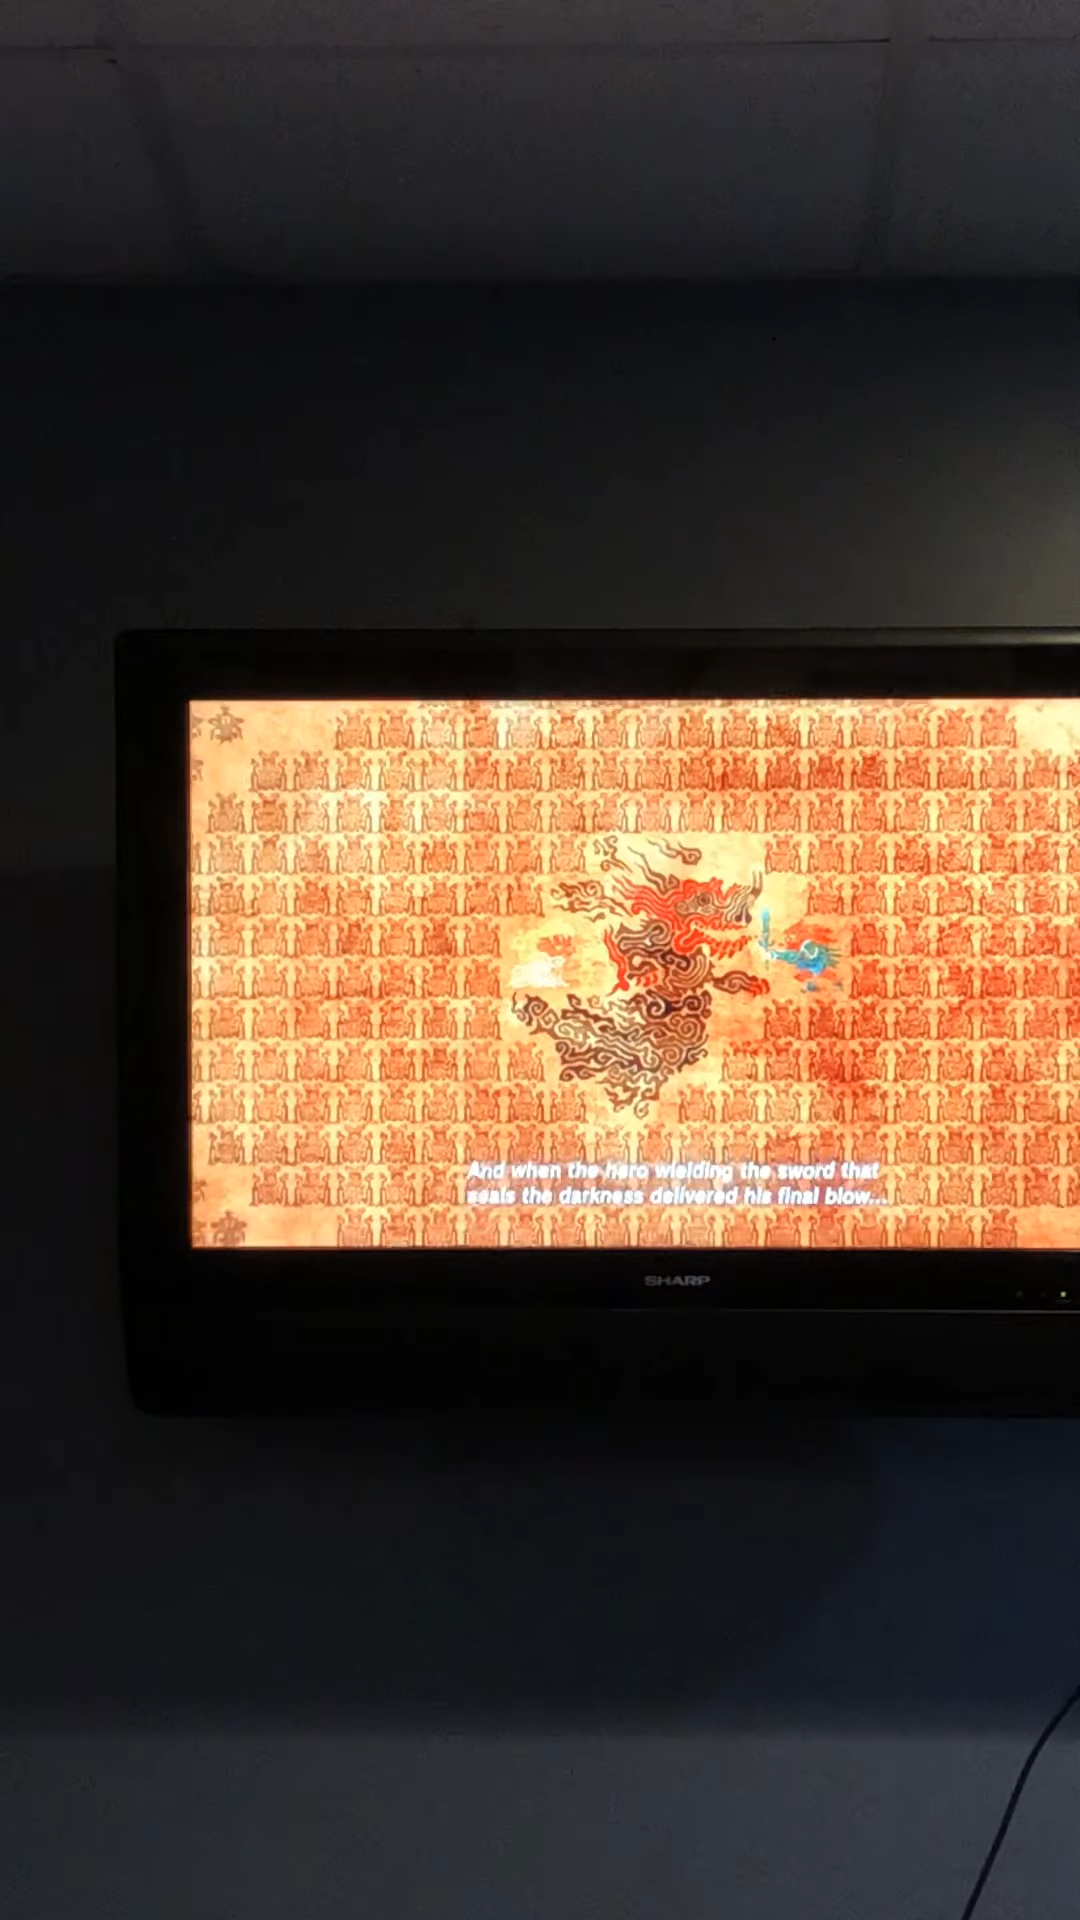 And when the hero wielding the sword that
seals the darkness delivered his final blow...
SHARP